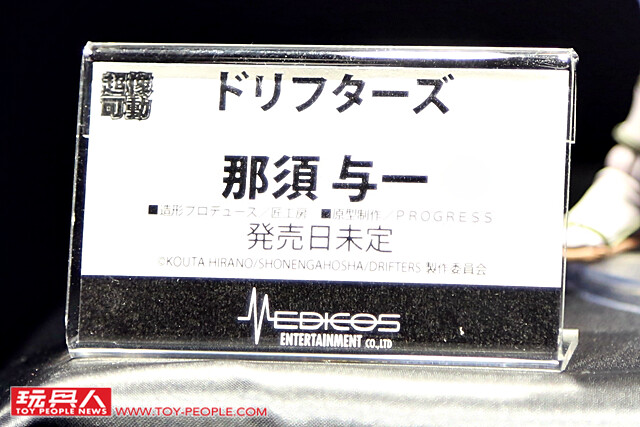 超像可動
ドリフターズ
那須与一
■造形プロデュース／匠工房 ■原型制作／PROGRESS
発売日未定
©KOUTA HIRANO/SHONENGAHOSHA/DRIFTERS 製作委員会
MEDICOS
ENTERTAINMENT CO.,LTD
玩具人
TOY PEOPLE NEWS
WWW.TOY-PEOPLE.COM